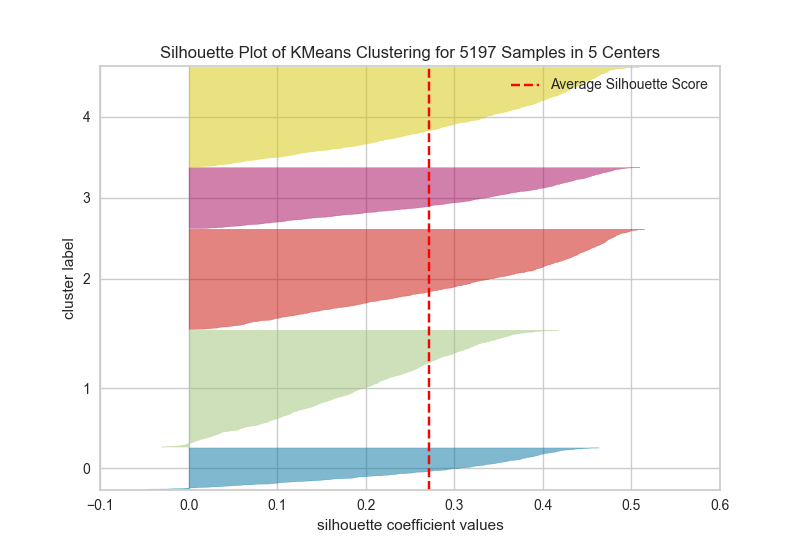 Silhouette Plot of KMeans Clustering for 5197 Samples in 5 Centers
Average Silhouette Score
4
3
2
1
0
cluster label
−0.1 0.0 0.1 0.2 0.3 0.4 0.5 0.6
silhouette coefficient values